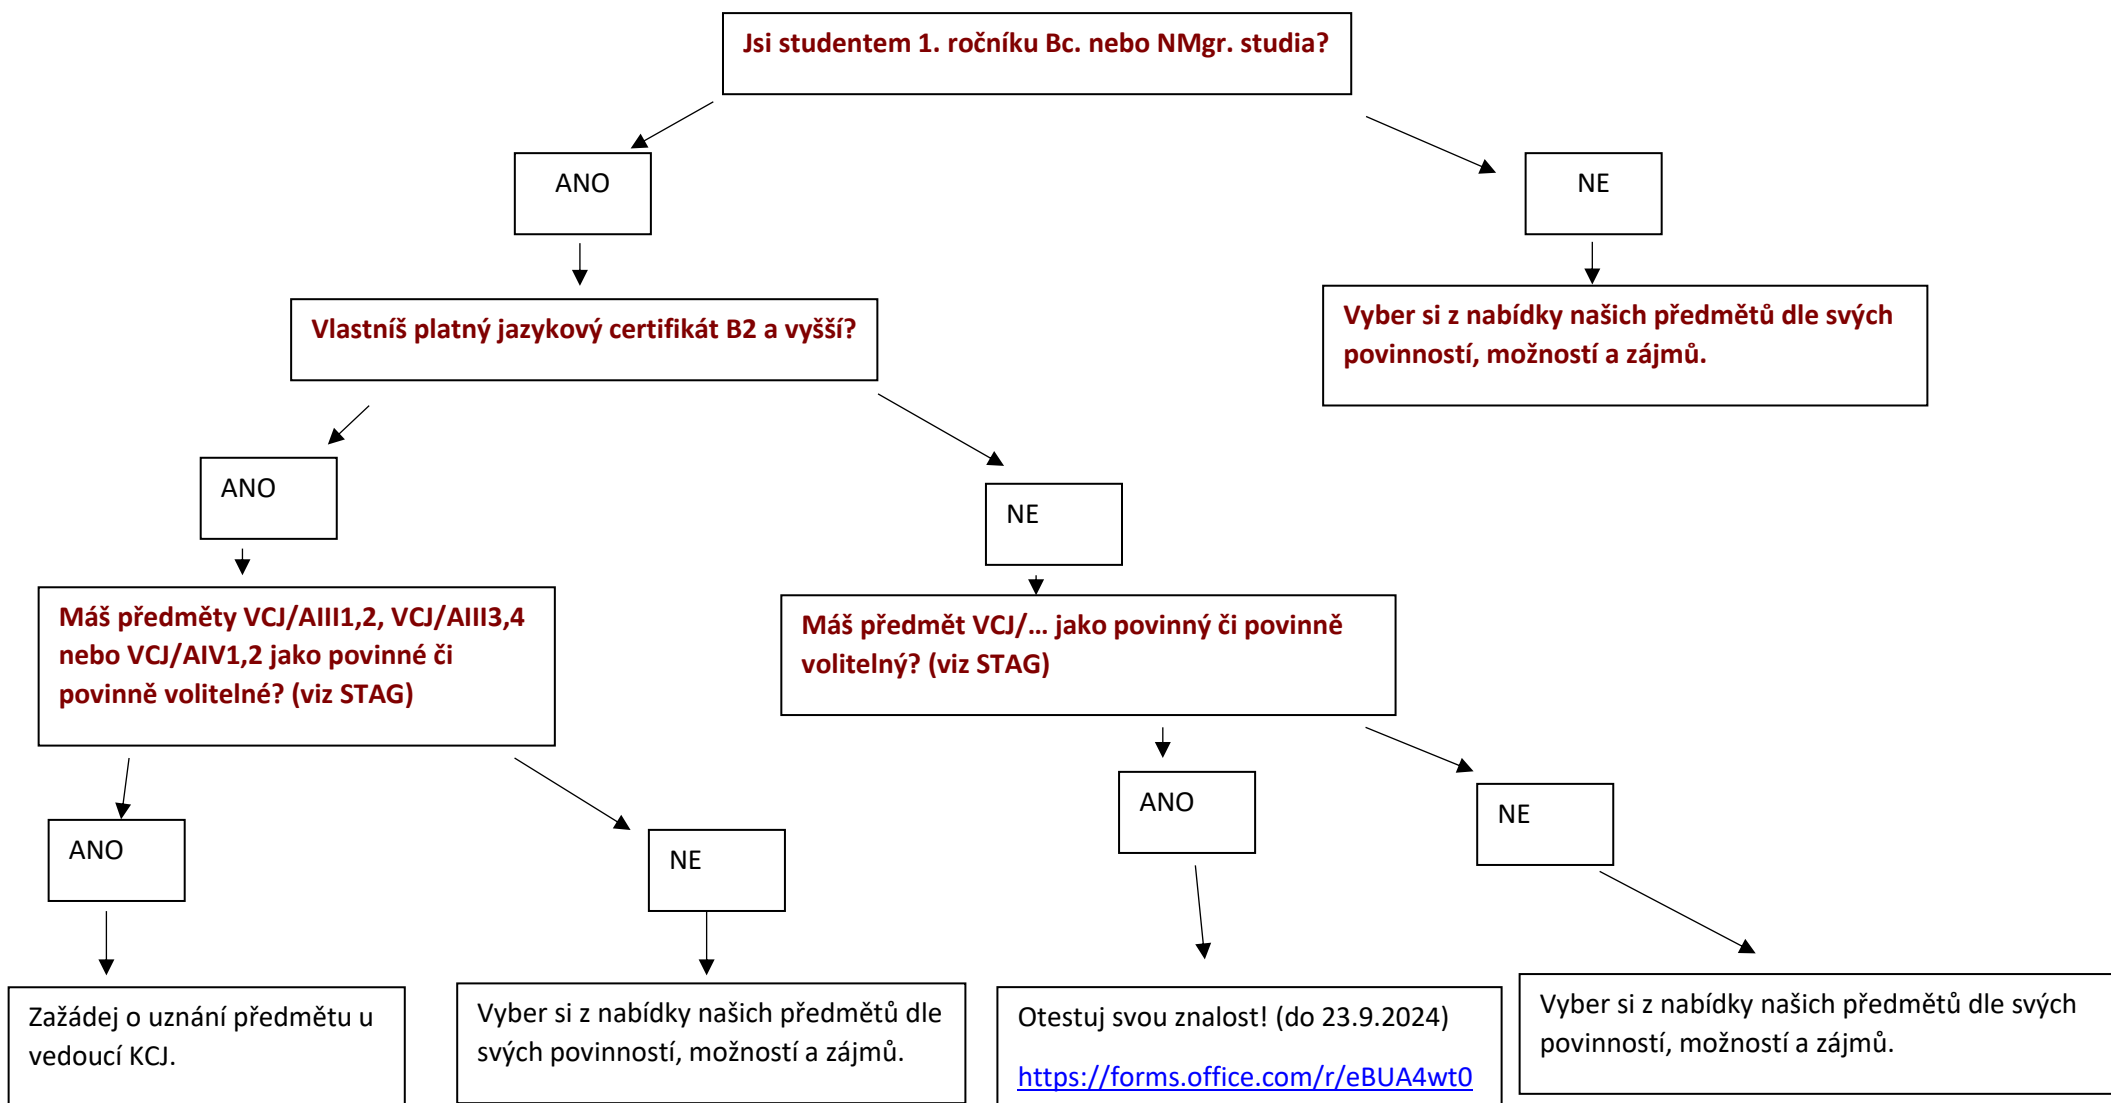 Jsi studentem 1. ročníku Bc. nebo NMgr. studia?
ANO
NE
Vlastníš platný jazykový certifikát B2 a vyšší?
Vyber si z nabídky našich předmětů dle svých
povinností, možností a zájmů.
ANO
NE
Máš předměty VCJ/AIII1,2, VCJ/AIII3,4
nebo VCJ/AIV1,2 jako povinné či
povinně volitelné? (viz STAG)
Máš předmět VCJ/… jako povinný či povinně
volitelný? (viz STAG)
ANO
NE
ANO
NE
Zažádej o uznání předmětu u
vedoucí KCJ.
Vyber si z nabídky našich předmětů dle
svých povinností, možností a zájmů.
Otestuj svou znalost! (do 23.9.2024)
https://forms.office.com/r/eBUA4wt0
Vyber si z nabídky našich předmětů dle svých
povinností, možností a zájmů.